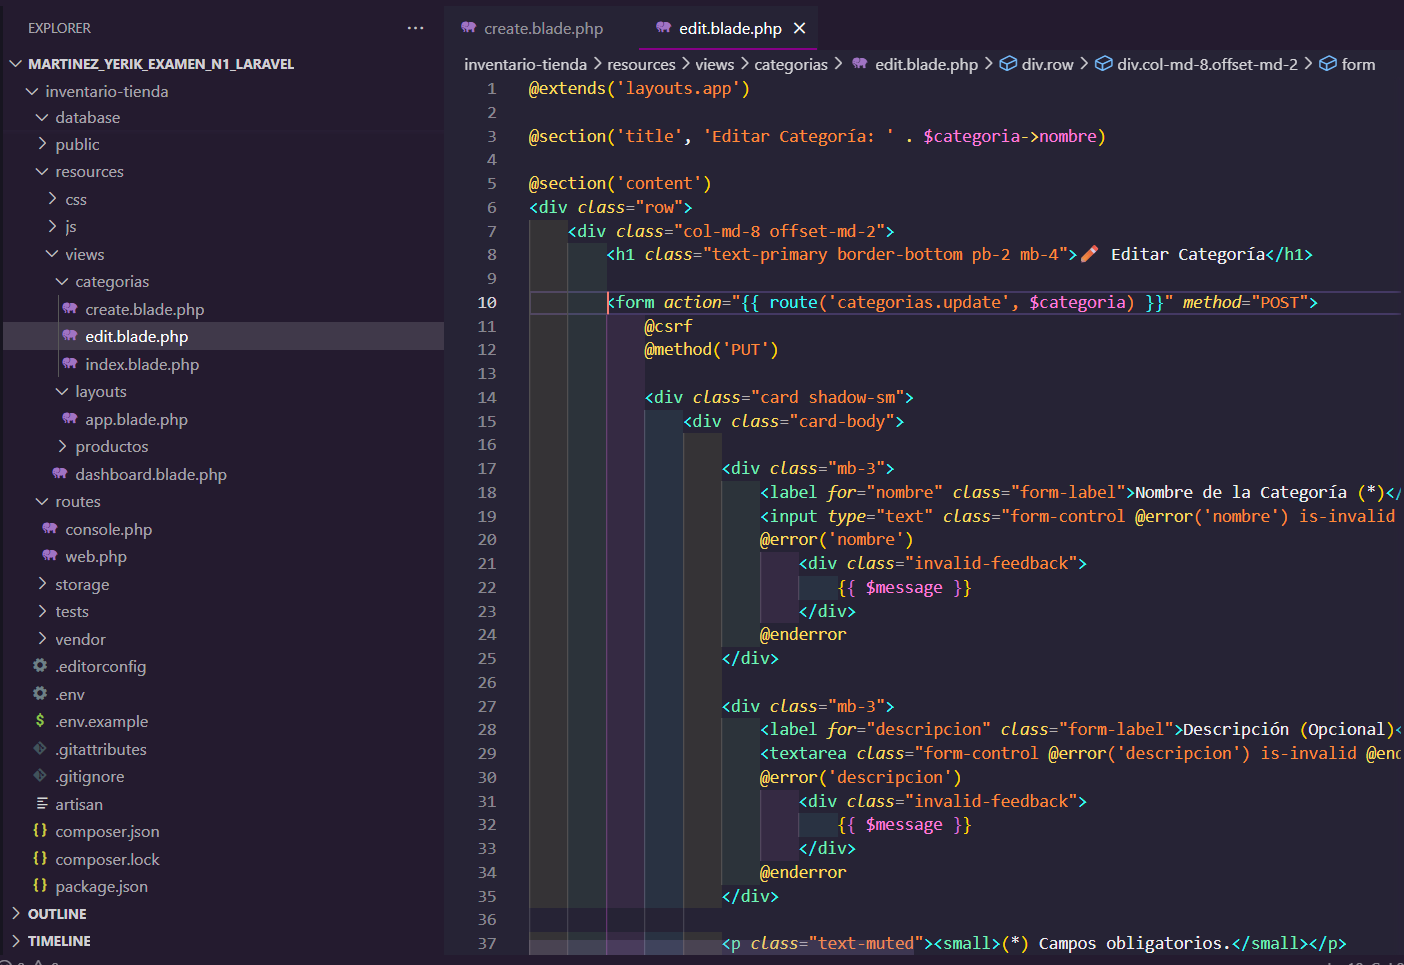 EXPLORER
MARTINEZ_YERIK_EXAMEN_N1_LARAVEL
inventario-tienda
database
public
resources
css
js
views
categorias
create.blade.php
edit.blade.php
index.blade.php
layouts
app.blade.php
productos
dashboard.blade.php
routes
console.php
web.php
storage
tests
vendor
.editorconfig
.env
.env.example
.gitattributes
.gitignore
artisan
composer.json
composer.lock
package.json
OUTLINE
TIMELINE
create.blade.php edit.blade.php
inventario-tienda > resources > views > categorias > edit.blade.php > div.row > div.col-md-8.offset-md-2 > form
1 @extends('layouts.app')
2
3 @section('title', 'Editar Categoría: ' . $categoria->nombre)
4
5 @section('content')
6 <div class="row">
7 <div class="col-md-8 offset-md-2">
8 <h1 class="text-primary border-bottom pb-2 mb-4">✏️ Editar Categoría</h1>
9
10 <form action="{{ route('categorias.update', $categoria) }}" method="POST">
11 @csrf
12 @method('PUT')
13
14 <div class="card shadow-sm">
15 <div class="card-body">
16
17 <div class="mb-3">
18 <label for="nombre" class="form-label">Nombre de la Categoría (*)</
19 <input type="text" class="form-control @error('nombre') is-invalid
20 @error('nombre')
21 <div class="invalid-feedback">
22 {{ $message }}
23 </div>
24 @enderror
25 </div>
26
27 <div class="mb-3">
28 <label for="descripcion" class="form-label">Descripción (Opcional)<
29 <textarea class="form-control @error('descripcion') is-invalid @end
30 @error('descripcion')
31 <div class="invalid-feedback">
32 {{ $message }}
33 </div>
34 @enderror
35 </div>
36
37 <p class="text-muted"><small>(*) Campos obligatorios.</small></p>